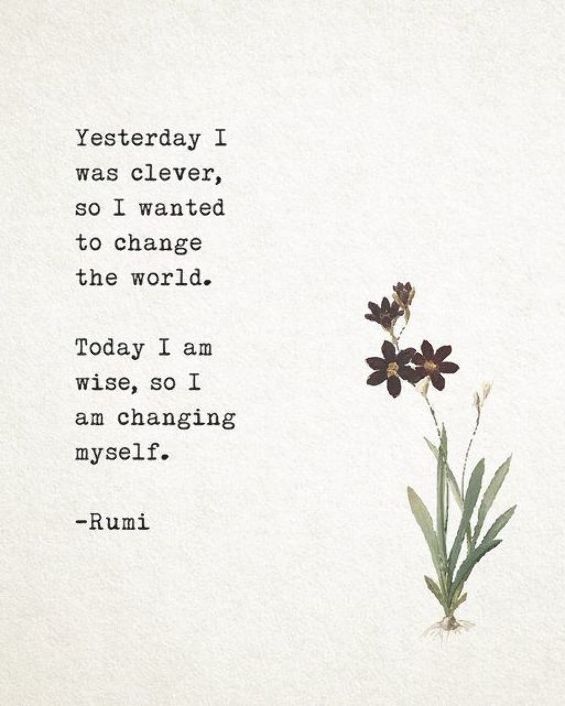 Yesterday I
was clever,
so I wanted
to change
the world.
Today I am
wise, so I
am changing
myself.
-Rumi